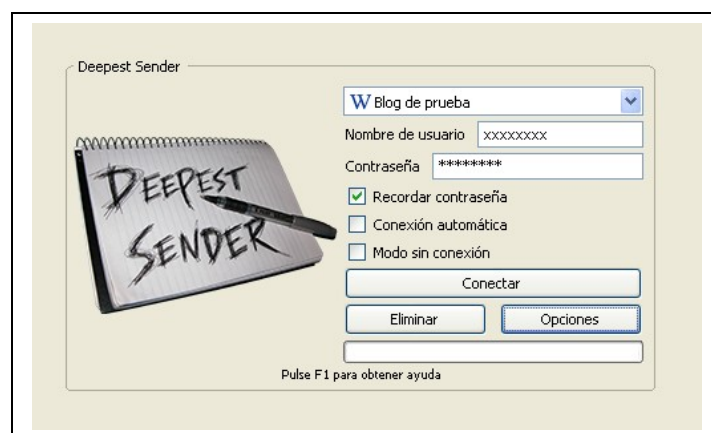 Deepest Sender
W Blog de prueba
Nombre de usuario xxxxxxxx
Contraseña ********
Recordar contraseña
Conexión automática
Modo sin conexión
DEEPEST
SENDER
Conectar
Eliminar Opciones
Pulse F1 para obtener ayuda